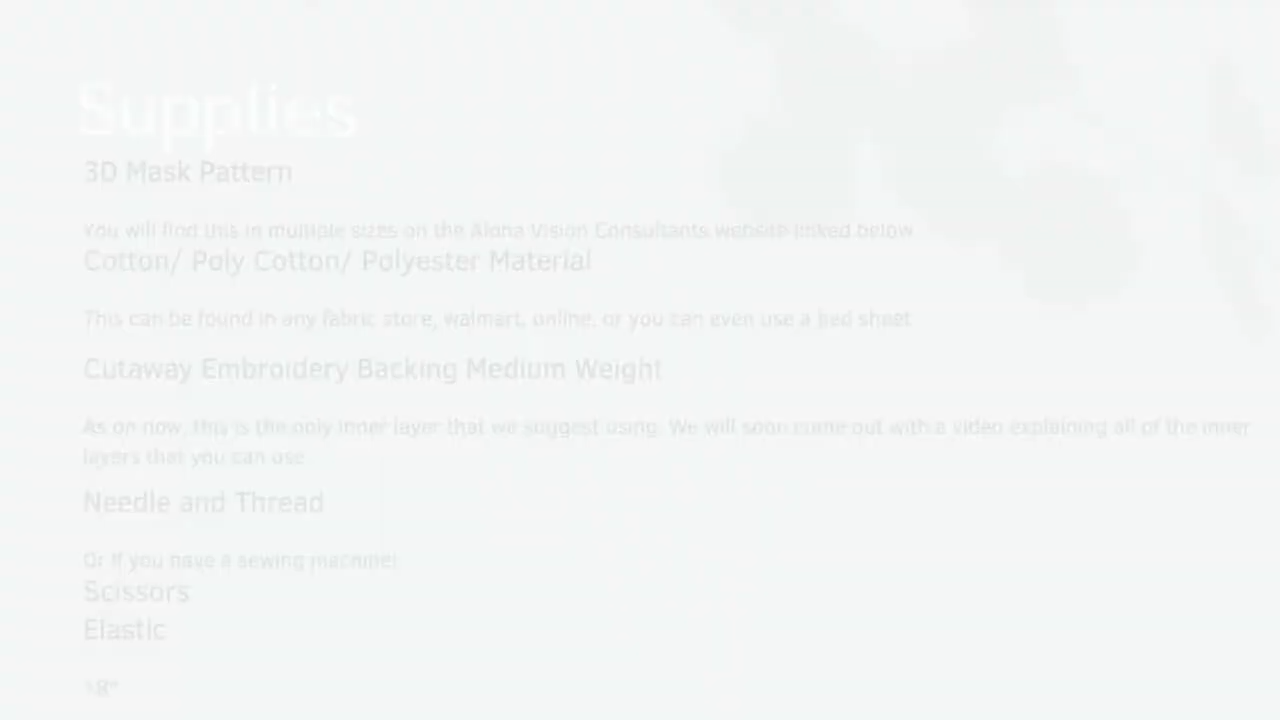 Supplies
3D Mask Pattern
You will find this in multiple sizes on the Alona Vision Consultants website linked below
Cotton/ Poly Cotton/ Polyester Material
This can be found in any fabric store, walmart, online, or you can even use a bed sheet
Cutaway Embroidery Backing Medium Weight
As on now, this is the only inner layer that we suggest using. We will soon come out with a video explaining all of the inner
layers that you can use
Needle and Thread
Or if you have a sewing machine!
Scissors
Elastic